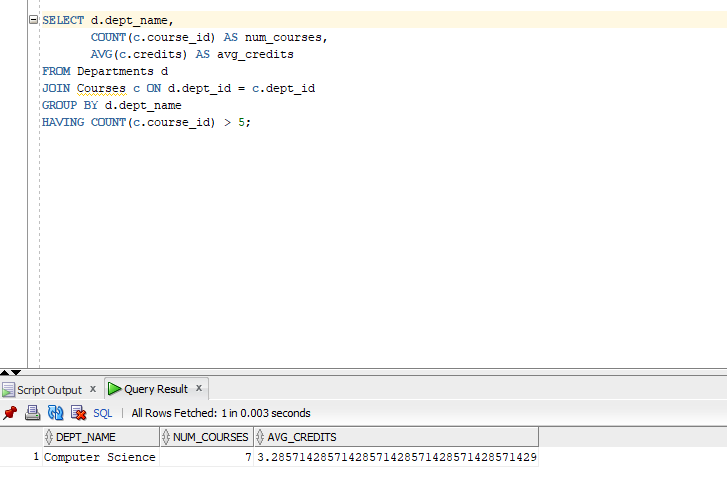 SELECT d.dept_name,
COUNT(c.course_id) AS num_courses,
AVG(c.credits) AS avg_credits
FROM Departments d
JOIN Courses c ON d.dept_id = c.dept_id
GROUP BY d.dept_name
HAVING COUNT(c.course_id) > 5;
Script Output x Query Result x
SQL | All Rows Fetched: 1 in 0.003 seconds
DEPT_NAME NUM_COURSES AVG_CREDITS
1 Computer Science 7 3.28571428571428571428571428571428571429